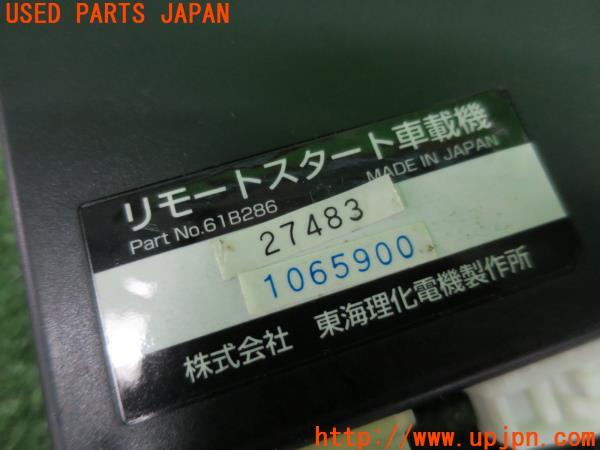 USED PARTS JAPAN
リモートスタート車載機
Part No.61B286
MADE IN JAPAN
27483
1065900
株式会社 東海理化電機製作所
http://www.upjpn.com